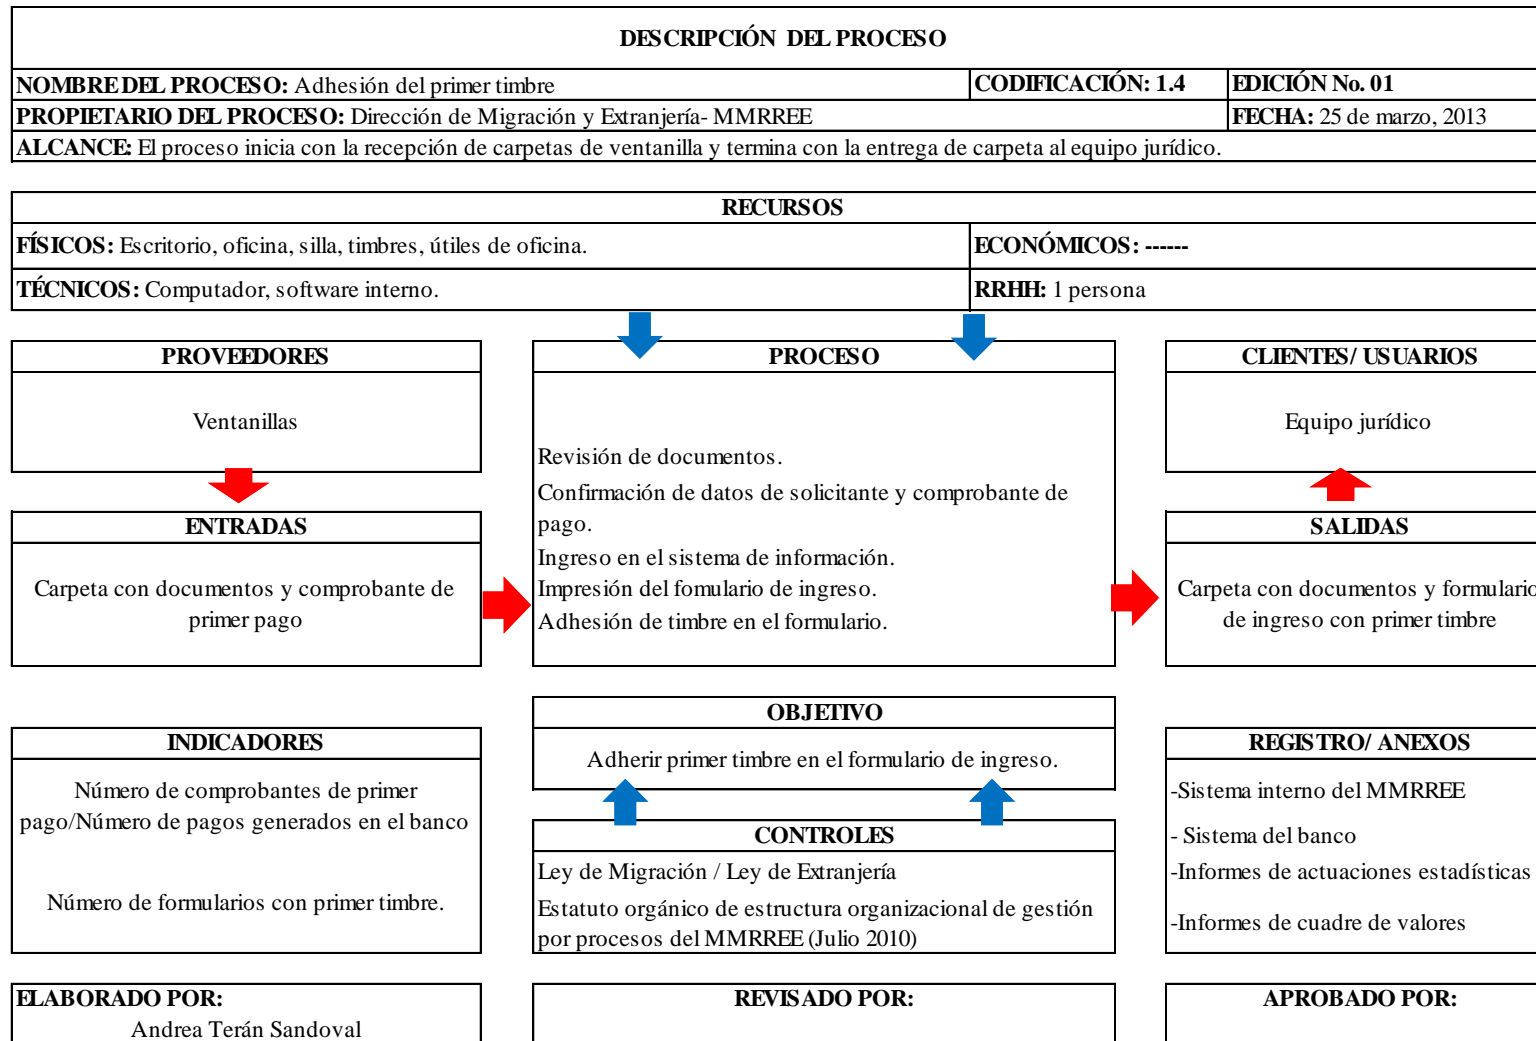 DESCRIPCIÓN DEL PROCESO
NOMBRE DEL PROCESO: Adhesión del primer timbre
CODIFICACIÓN: 1.4
EDICIÓN No. 01
PROPIETARIO DEL PROCESO: Dirección de Migración y Extranjería- MMRREE
FECHA: 25 de marzo, 2013
ALCANCE: El proceso inicia con la recepción de carpetas de ventanilla y termina con la entrega de carpeta al equipo jurídico.
RECURSOS
FÍSICOS: Escritorio, oficina, silla, timbres, útiles de oficina.
ECONÓMICOS: ------
TÉCNICOS: Computador, software interno.
RRHH: 1 persona
PROVEEDORES
Ventanillas
ENTRADAS
Carpeta con documentos y comprobante de
primer pago
PROCESO
Revisión de documentos.
Confirmación de datos de solicitante y comprobante de
pago.
Ingreso en el sistema de información.
Impresión del fomulario de ingreso.
Adhesión de timbre en el formulario.
CLIENTES/ USUARIOS
Equipo jurídico
SALIDAS
Carpeta con documentos y formulario
de ingreso con primer timbre
INDICADORES
Número de comprobantes de primer
pago/Número de pagos generados en el banco
Número de formularios con primer timbre.
OBJETIVO
Adherir primer timbre en el formulario de ingreso.
CONTROLES
Ley de Migración / Ley de Extranjería
Estatuto orgánico de estructura organizacional de gestión
por procesos del MMRREE (Julio 2010)
REGISTRO/ ANEXOS
-Sistema interno del MMRREE
- Sistema del banco
-Informes de actuaciones estadísticas
-Informes de cuadre de valores
ELABORADO POR:
Andrea Terán Sandoval
REVISADO POR:
APROBADO POR: